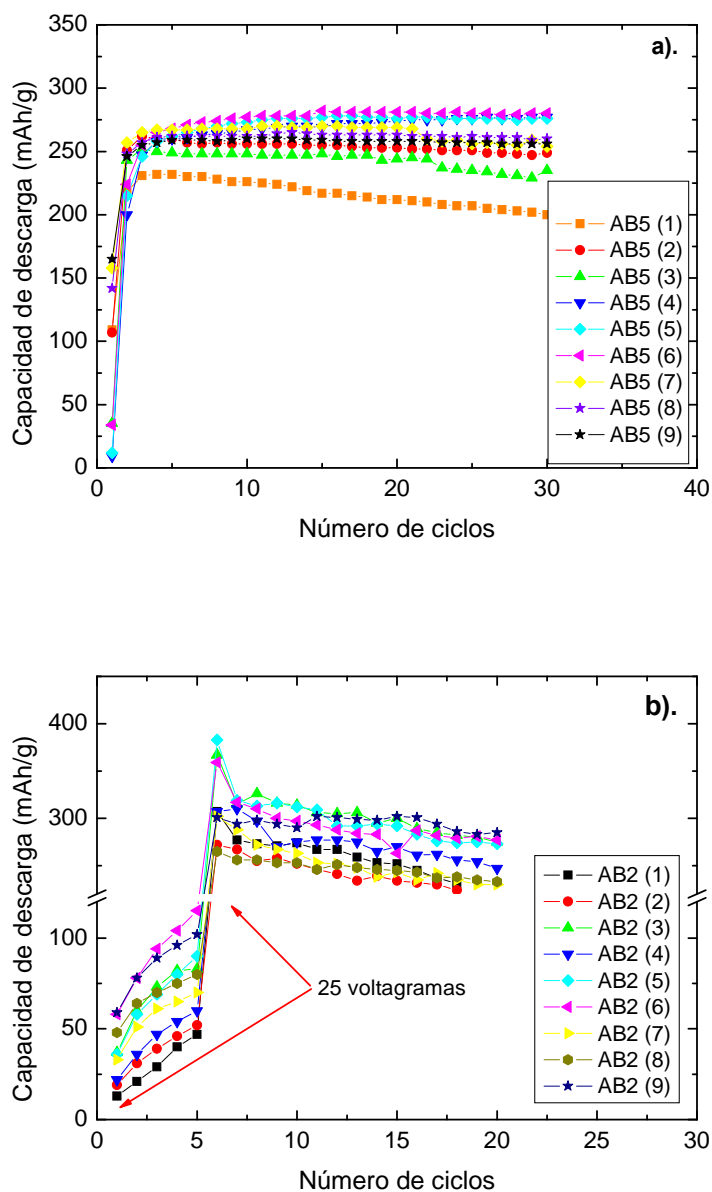 350
a).
300
250
200
150
100
50
0
Capacidad de descarga (mAh/g)
AB5 (1)
AB5 (2)
AB5 (3)
AB5 (4)
AB5 (5)
AB5 (6)
AB5 (7)
AB5 (8)
AB5 (9)
0 10 20 30 40
Número de ciclos
b).
400
300
100
50
0
Capacidad de descarga (mAh/g)
25 voltagramas
AB2 (1)
AB2 (2)
AB2 (3)
AB2 (4)
AB2 (5)
AB2 (6)
AB2 (7)
AB2 (8)
AB2 (9)
0 5 10 15 20 25 30
Número de ciclos